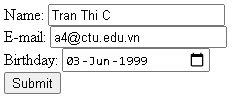 Name: Tran Thi C
E-mail: a4@ctu.edu.vn
Birthday: 03-Jun-1999
Submit